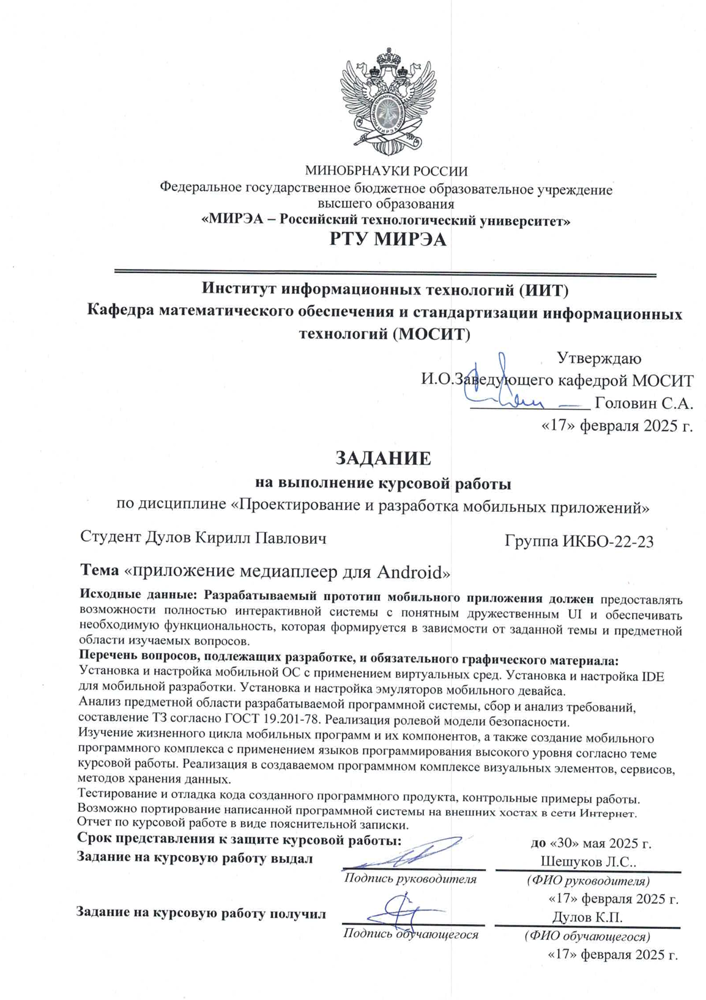 МИНОБРНАУКИ РОССИИ
Федеральное государственное бюджетное образовательное учреждение
высшего образования
«МИРЭА – Российский технологический университет»
РТУ МИРЭА
Институт информационных технологий (ИИТ)
Кафедра математического обеспечения и стандартизации информационных
технологий (МОСИТ)
Утверждаю
И.О.Заведующего кафедрой МОСИТ
Головин С.А.
«17» февраля 2025 г.
ЗАДАНИЕ
на выполнение курсовой работы
по дисциплине «Проектирование и разработка мобильных приложений»
Студент Дулов Кирилл Павлович Группа ИКБО-22-23
Тема «приложение медиаплеер для Android»
Исходные данные: Разрабатываемый прототип мобильного приложения должен предоставлять
возможности полностью интерактивной системы с понятным дружественным UI и обеспечивать
необходимую функциональность, которая формируется в зависмости от заданной темы и предметной
области изучаемых вопросов.
Перечень вопросов, подлежащих разработке, и обязательного графического материала:
Установка и настройка мобильной ОС с применением виртуальных сред. Установка и настройка IDE
для мобильной разработки. Установка и настройка эмуляторов мобильного девайса.
Анализ предметной области разрабатываемой программной системы, сбор и анализ требований,
составление ТЗ согласно ГОСТ 19.201-78. Реализация ролевой модели безопасности.
Изучение жизненного цикла мобильных программ и их компонентов, а также создание мобильного
программного комплекса с применением языков программирования высокого уровня согласно теме
курсовой работы. Реализация в создаваемом программном комплексе визуальных элементов, сервисов,
методов хранения данных.
Тестирование и отладка кода созданного программного продукта, контрольные примеры работы.
Возможно портирование написанной программной системы на внешних хостах в сети Интернет.
Отчет по курсовой работе в виде пояснительной записки.
Срок представления к защите курсовой работы: до «30» мая 2025 г.
Задание на курсовую работу выдал Шешуков Л.С..
Подпись руководителя (ФИО руководителя)
«17» февраля 2025 г.
Задание на курсовую работу получил Дулов К.П.
Подпись обучающегося (ФИО обучающегося)
«17» февраля 2025 г.